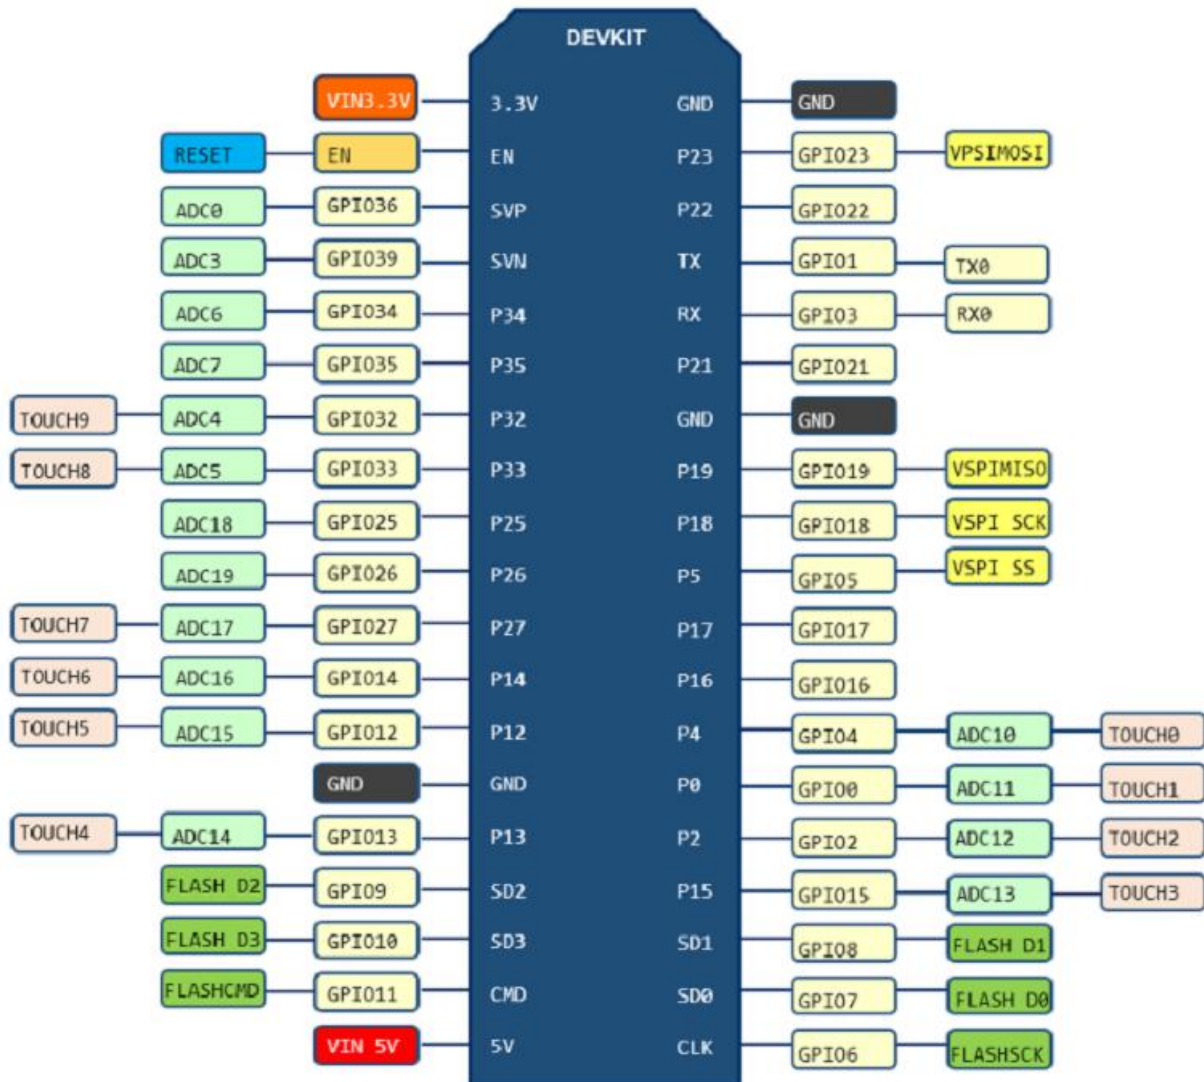 DEVKIT
VIN3.3V 3.3V GND GND
RESET EN EN P23 GPIO23 VPSIMOSI
ADC0 GPIO36 SVP P22 GPIO22
ADC3 GPIO39 SVN TX GPIO1 TX0
ADC6 GPIO34 P34 RX GPIO3 RX0
ADC7 GPIO35 P35 P21 GPIO21
TOUCH9 ADC4 GPIO32 P32 GND GND
TOUCH8 ADC5 GPIO33 P33 P19 GPIO19 VSPIMISO
ADC18 GPIO25 P25 P18 GPIO18 VSPI SCK
ADC19 GPIO26 P26 P5 GPIO5 VSPI SS
TOUCH7 ADC17 GPIO27 P27 P17 GPIO17
TOUCH6 ADC16 GPIO14 P14 P16 GPIO16
TOUCH5 ADC15 GPIO12 P12 P4 GPIO4 ADC10 TOUCH0
GND GND P0 GPIO0 ADC11 TOUCH1
TOUCH4 ADC14 GPIO13 P13 P2 GPIO2 ADC12 TOUCH2
FLASH D2 GPIO9 SD2 P15 GPIO15 ADC13 TOUCH3
FLASH D3 GPIO10 SD3 SD1 GPIO8 FLASH D1
FLASHCMD GPIO11 CMD SD0 GPIO7 FLASH D0
VIN 5V 5V CLK GPIO6 FLASHSCK